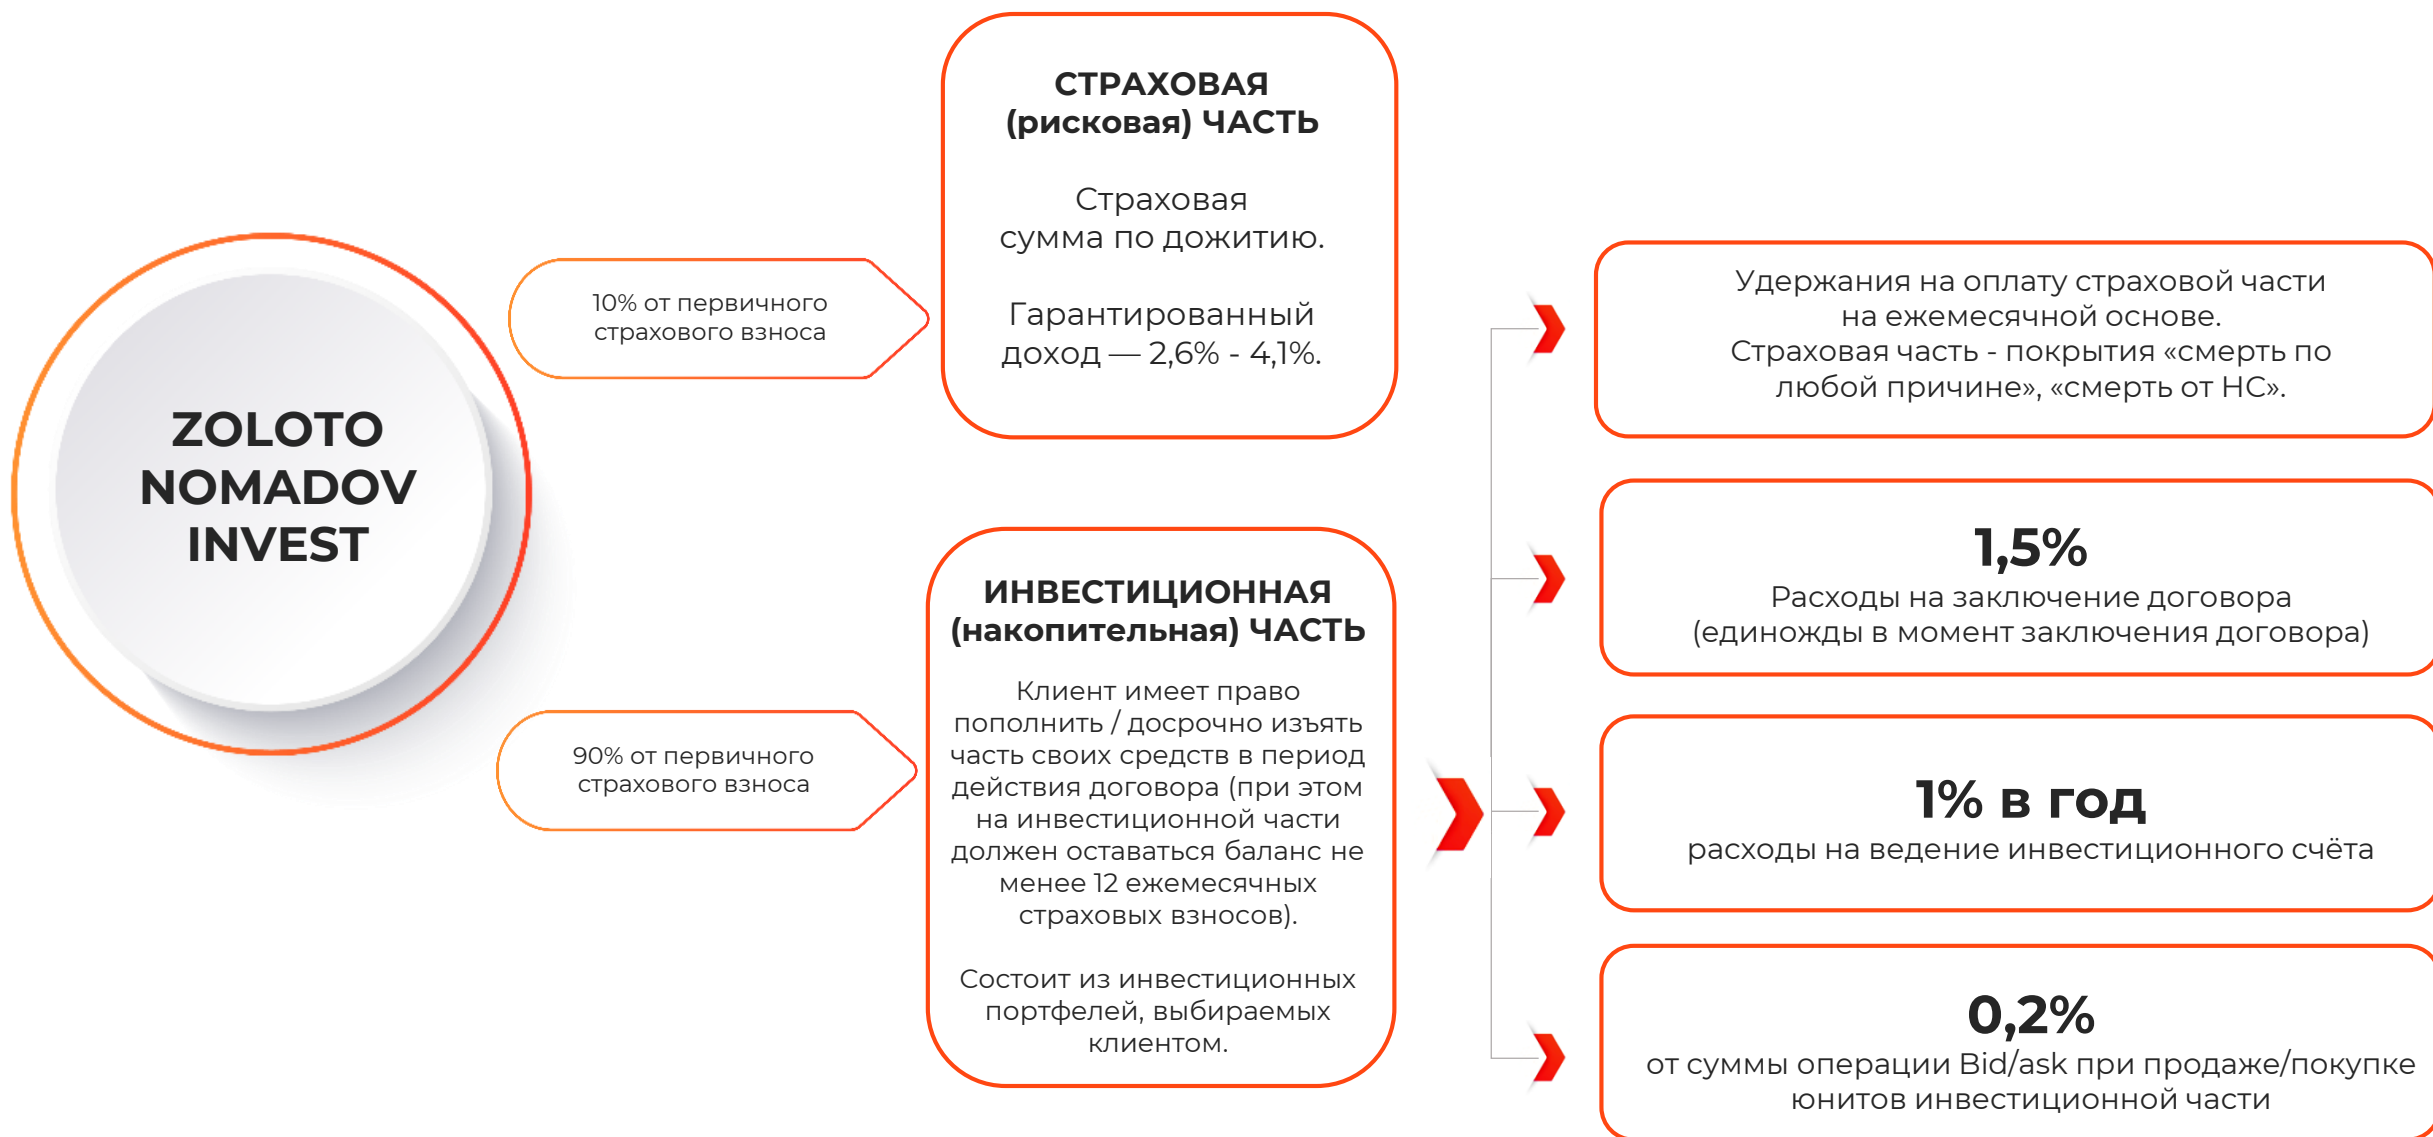 ZOLOTO
NOMADOV
INVEST
10% от первичного
страхового взноса
СТРАХОВАЯ
(рисковая) ЧАСТЬ
Страховая
сумма по дожитию.
Гарантированный
доход — 2,6% - 4,1%.
90% от первичного
страхового взноса
ИНВЕСТИЦИОННАЯ
(накопительная) ЧАСТЬ
Клиент имеет право
пополнить / досрочно изъять
часть своих средств в период
действия договора (при этом
на инвестиционной части
должен оставаться баланс не
менее 12 ежемесячных
страховых взносов).
Состоит из инвестиционных
портфелей, выбираемых
клиентом.
Удержания на оплату страховой части
на ежемесячной основе.
Страховая часть - покрытия «смерть по
любой причине», «смерть от НС».
1,5%
Расходы на заключение договора
(единожды в момент заключения договора)
1% в год
расходы на ведение инвестиционного счёта
0,2%
от суммы операции Bid/ask при продаже/покупке
юнитов инвестиционной части